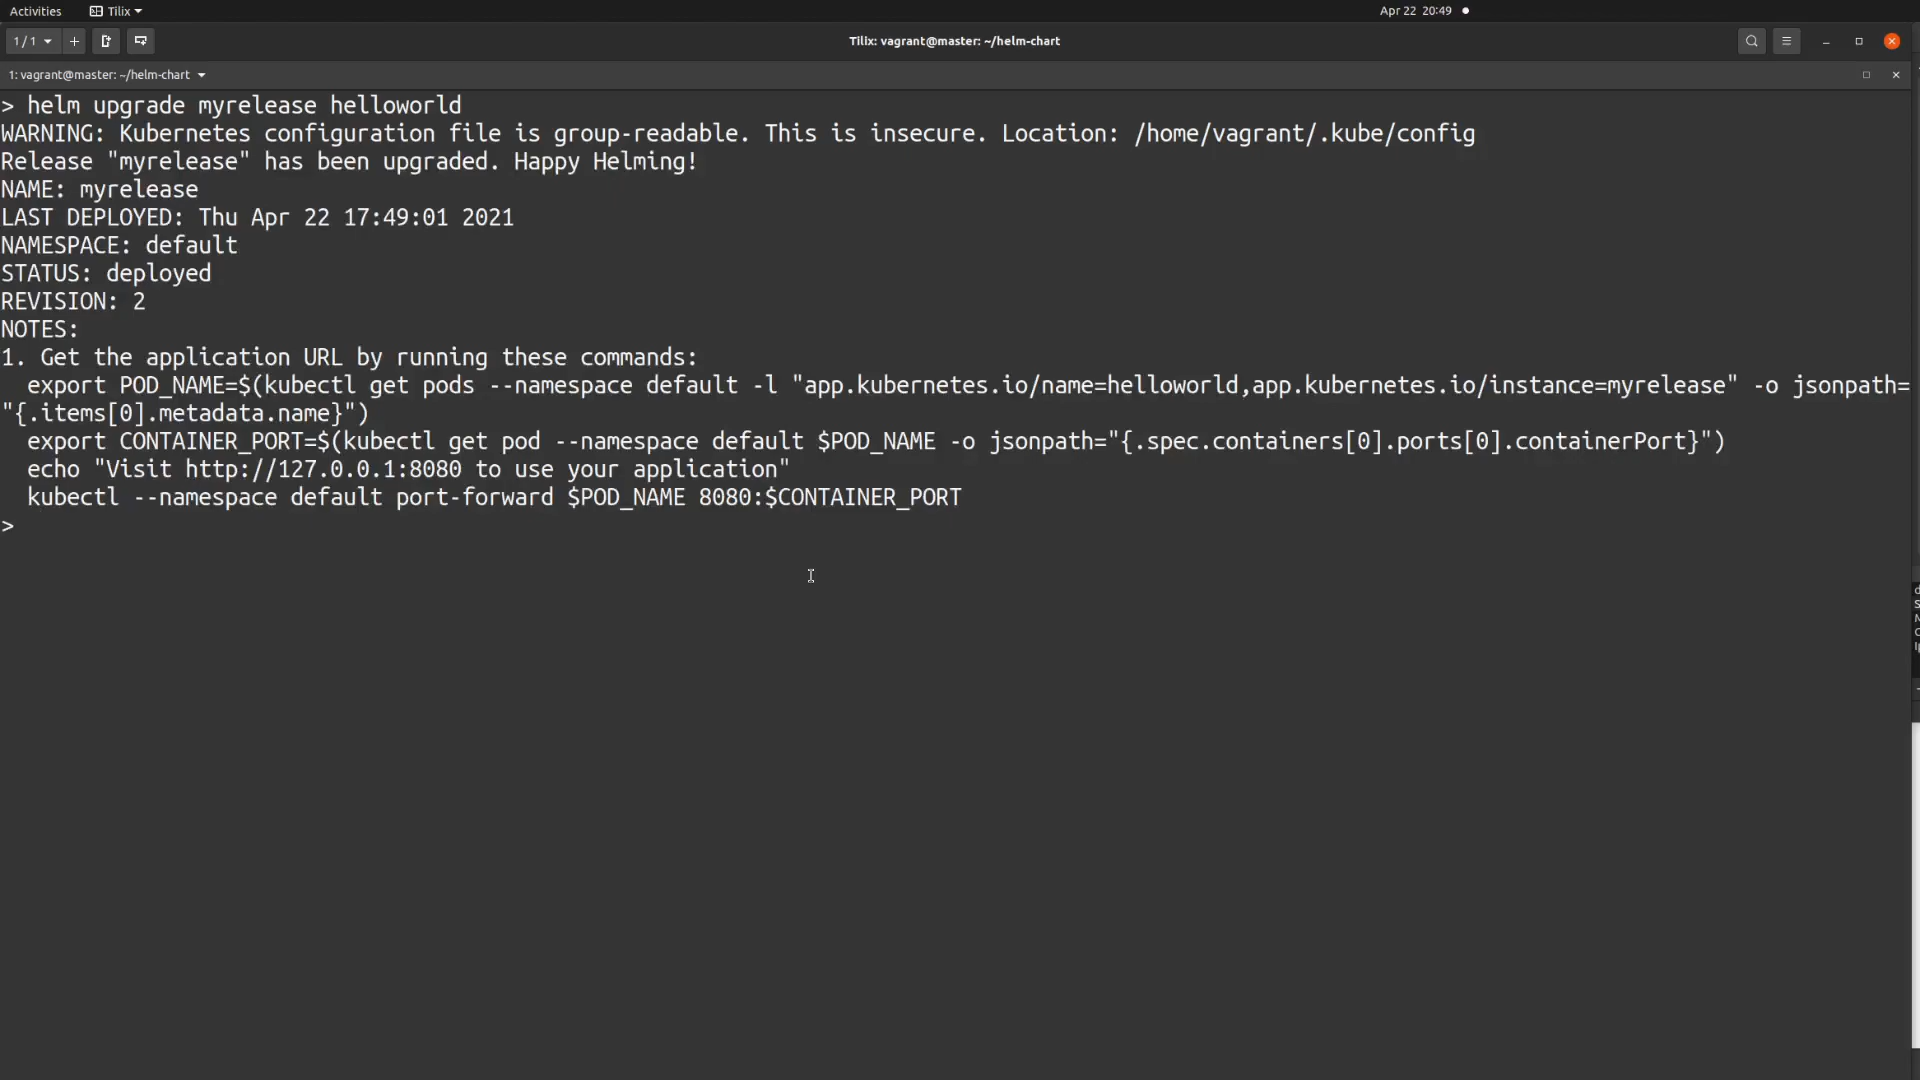 Activities
Tilix
Apr 22 20:49
1 / 1
Tilix: vagrant@master: ~/helm-chart
1: vagrant@master: ~/helm-chart
> helm upgrade myrelease helloworld
WARNING: Kubernetes configuration file is group-readable. This is insecure. Location: /home/vagrant/.kube/config
Release "myrelease" has been upgraded. Happy Helming!
NAME: myrelease
LAST DEPLOYED: Thu Apr 22 17:49:01 2021
NAMESPACE: default
STATUS: deployed
REVISION: 2
NOTES:
1. Get the application URL by running these commands:
  export POD_NAME=$(kubectl get pods --namespace default -l "app.kubernetes.io/name=helloworld,app.kubernetes.io/instance=myrelease" -o jsonpath=
"{.items[0].metadata.name}")
  export CONTAINER_PORT=$(kubectl get pod --namespace default $POD_NAME -o jsonpath="{.spec.containers[0].ports[0].containerPort}")
  echo "Visit http://127.0.0.1:8080 to use your application"
  kubectl --namespace default port-forward $POD_NAME 8080:$CONTAINER_PORT
>